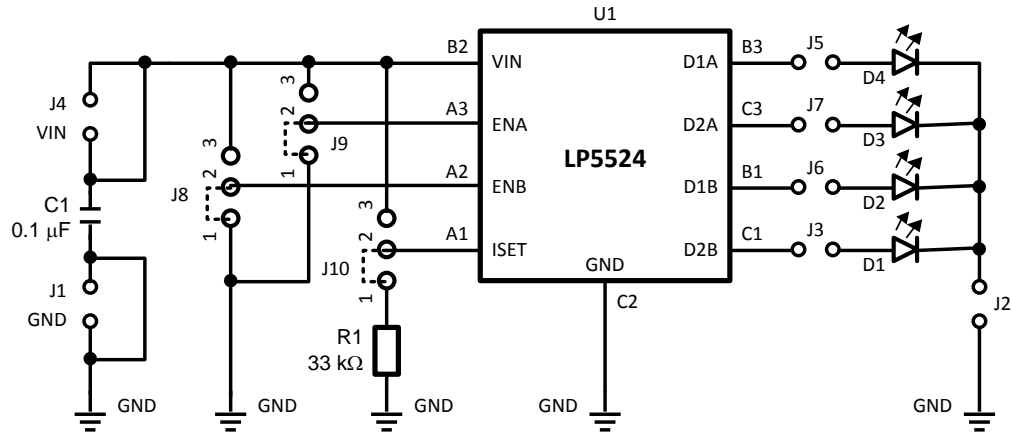 U1
B2
VIN
D1A
B3
J5
D4
J4
VIN
3
3
2
1
J9
A3
ENA
D2A
C3
J7
D3
LP5524
J8
2
1
A2
ENB
D1B
B1
J6
D2
C1
0.1 μF
3
2
1
J10
A1
ISET
D2B
C1
J3
D1
GND
C2
J1
GND
J2
R1
33 kΩ
GND
GND
GND
GND
GND